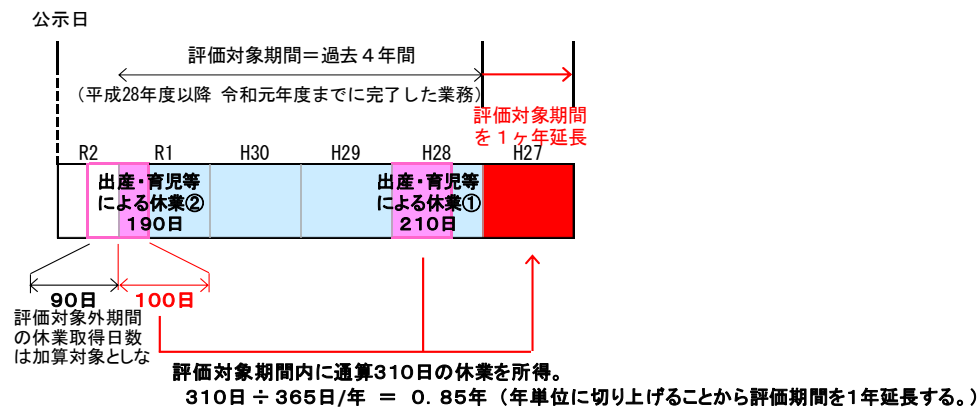 公示日
評価対象期間＝過去４年間
（平成28年度以降 令和元年度までに完了した業務）
評価対象期間
を１ヶ年延長
R2 R1 H30 H29 H28 H27
出産・育児等
による休業②
190日
出産・育児等
による休業①
210日
90日 100日
評価対象外期間
の休業取得日数
は加算対象としな
評価対象期間内に通算310日の休業を所得。
310日÷365日/年 ＝ 0.85年（年単位に切り上げることから評価期間を1年延長する。）